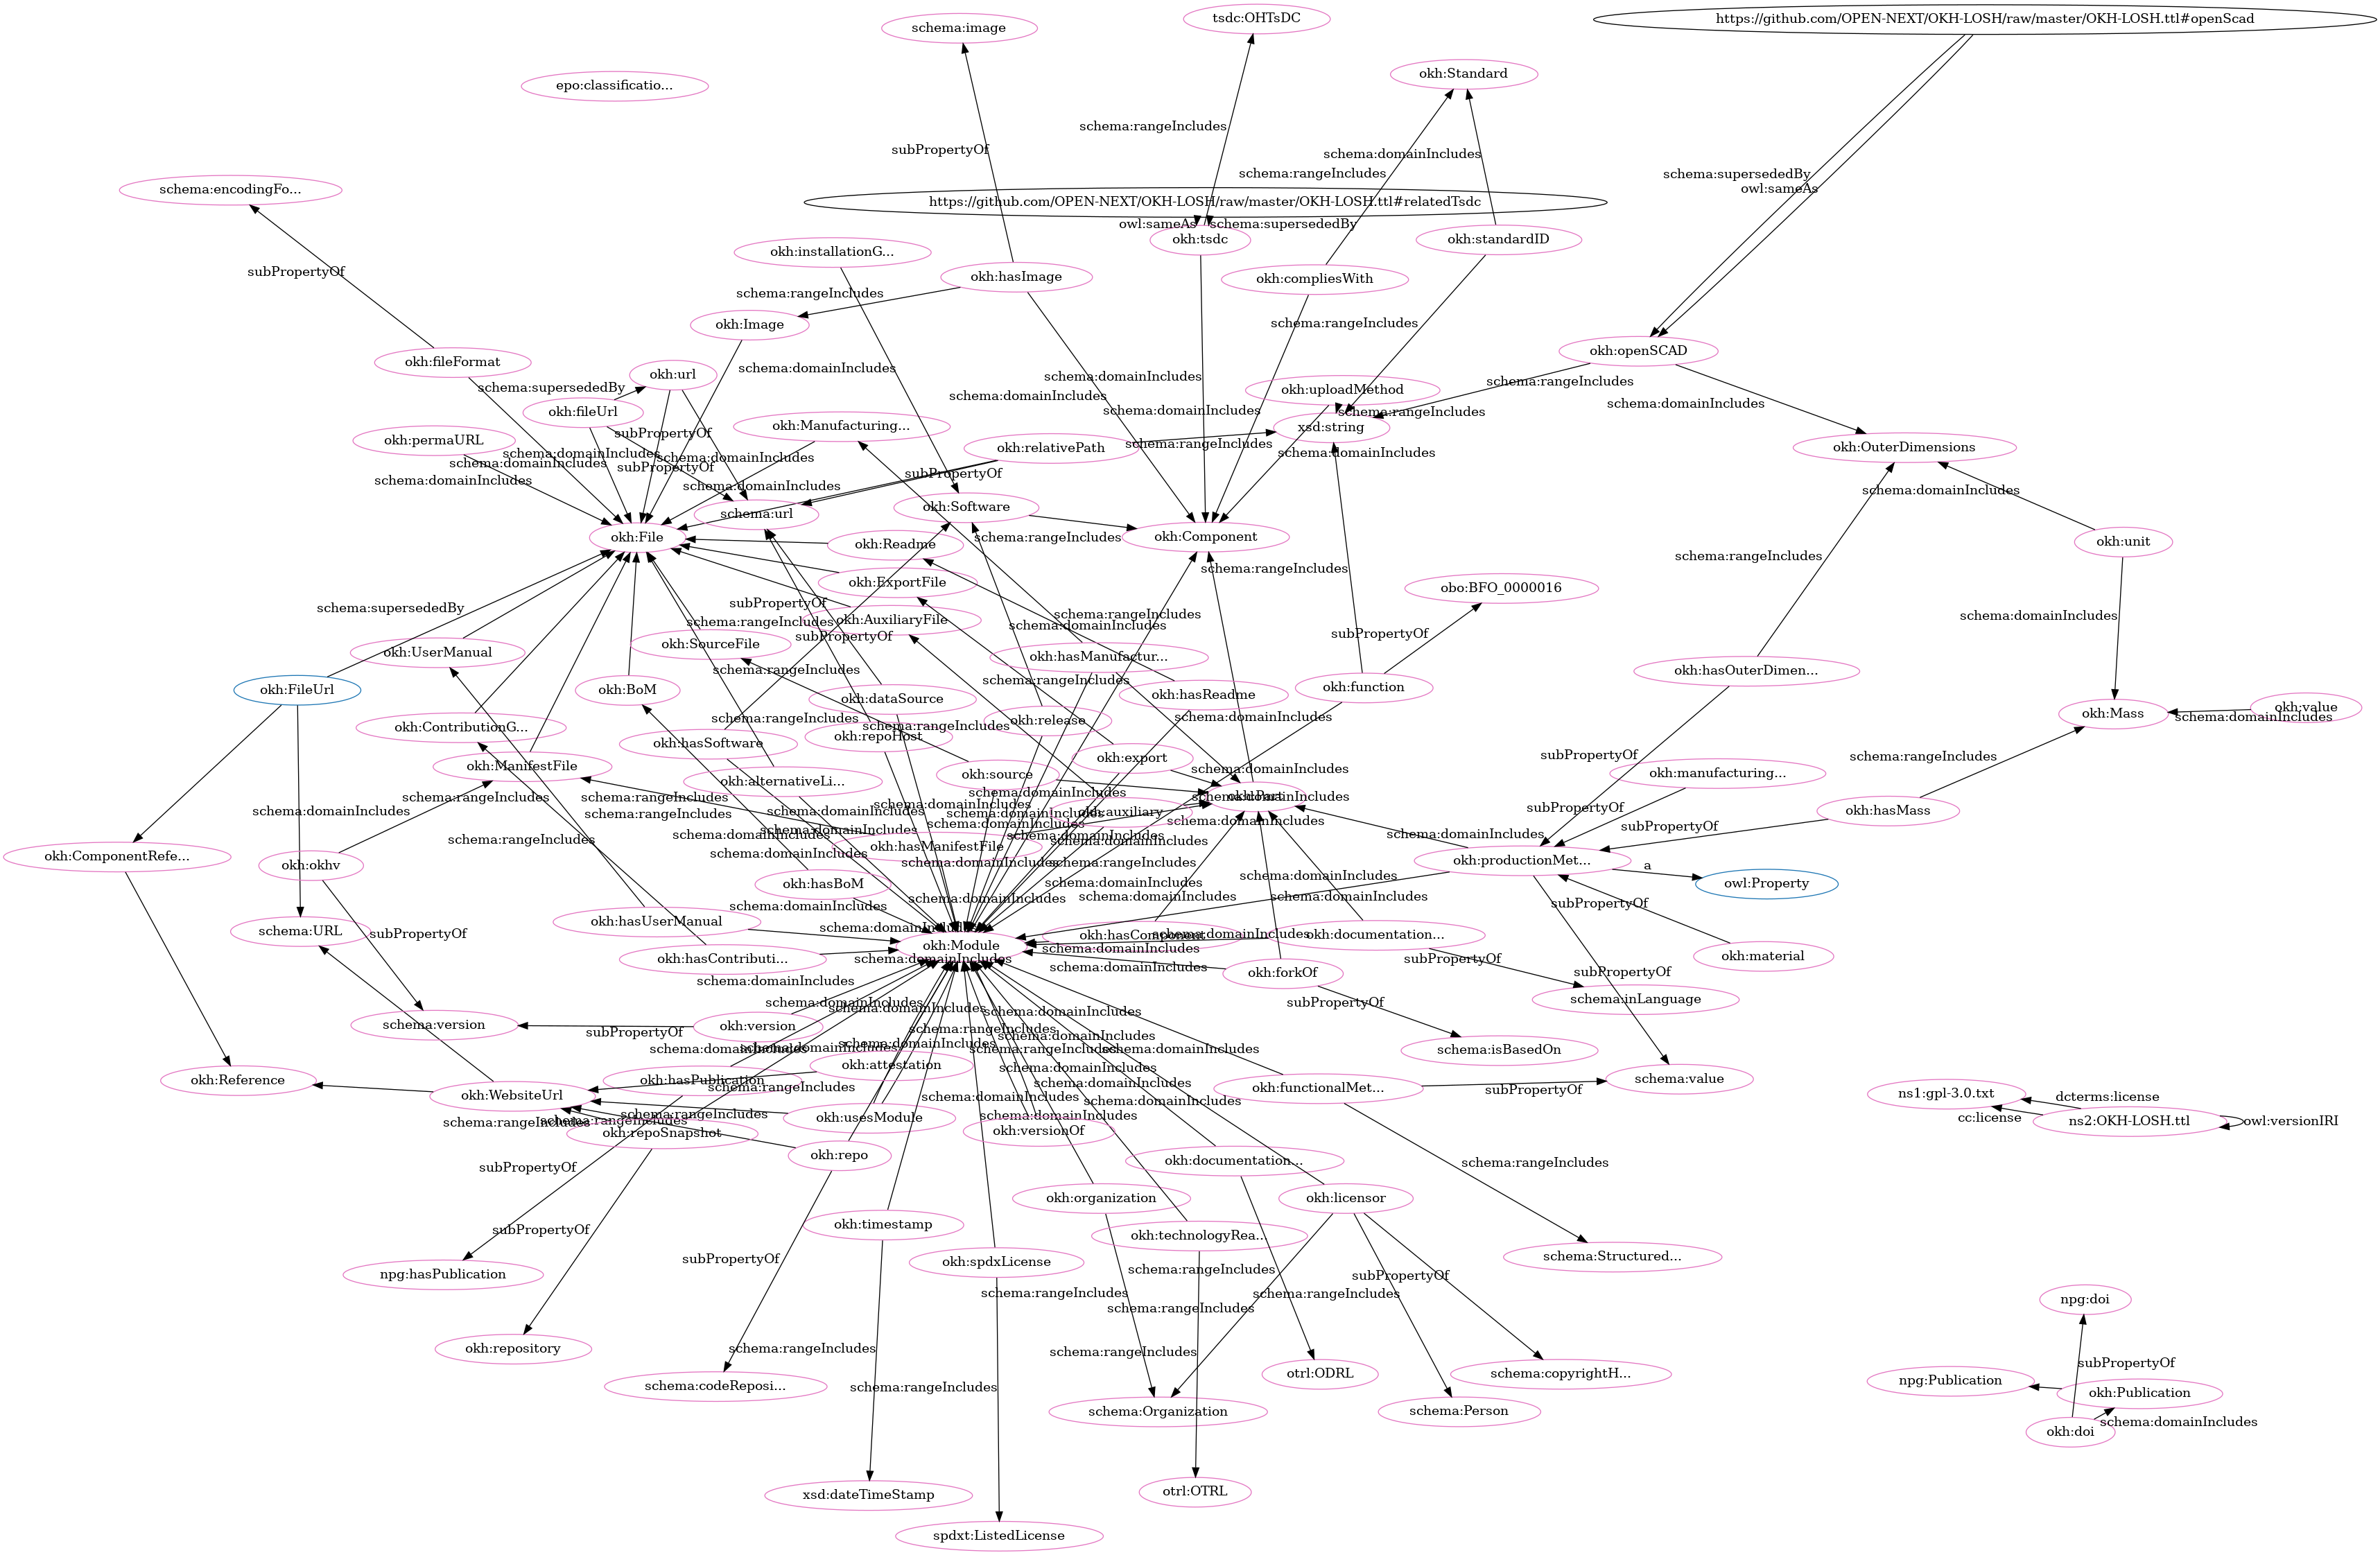 tsdc:OHTsDC
https://github.com/OPEN-NEXT/OKH-LOSH/raw/master/OKH-LOSH.ttl#openScad
schema:image
okh:Standard
epo:classificatio...
schema:rangeIncludes
subPropertyOf
schema:domainIncludes
schema:rangeIncludes
schema:supersededBy
owl:sameAs
schema:encodingFo...
https://github.com/OPEN-NEXT/OKH-LOSH/raw/master/OKH-LOSH.ttl#relatedTsdc
owl:sameAs
schema:supersededBy
okh:tsdc
okh:standardID
okh:installationG...
subPropertyOf
okh:hasImage
okh:compliesWith
schema:rangeIncludes
okh:Image
schema:rangeIncludes
okh:openSCAD
okh:fileFormat
schema:domainIncludes
okh:url
schema:domainIncludes
schema:rangeIncludes
schema:supersededBy
okh:uploadMethod
schema:domainIncludes
schema:domainIncludes
okh:fileUrl
schema:domainIncludes
schema:rangeIncludes
okh:Manufacturing...
xsd:string
subPropertyOf
okh:permaURL
okh:relativePath
schema:rangeIncludes
schema:domainIncludes
okh:OuterDimensions
schema:domainIncludes
schema:domainIncludes
schema:domainIncludes
subPropertyOf
subPropertyOf
schema:domainIncludes
schema:domainIncludes
schema:domainIncludes
okh:Software
schema:url
okh:File
okh:Readme
schema:rangeIncludes
okh:Component
okh:unit
schema:rangeIncludes
schema:rangeIncludes
okh:ExportFile
obo:BFO_0000016
schema:supersededBy
subPropertyOf
schema:rangeIncludes
schema:domainIncludes
schema:rangeIncludes
okh:AuxiliaryFile
schema:domainIncludes
subPropertyOf
subPropertyOf
okh:UserManual
okh:SourceFile
okh:hasManufactur...
schema:rangeIncludes
okh:hasOuterDimen...
schema:rangeIncludes
okh:FileUrl
okh:BoM
okh:dataSource
okh:hasReadme
okh:function
okh:Mass
okh:value
schema:domainIncludes
okh:ContributionG...
schema:rangeIncludes
schema:rangeIncludes
okh:release
schema:domainIncludes
okh:repoHost
okh:hasSoftware
okh:export
subPropertyOf
schema:rangeIncludes
okh:ManifestFile
okh:alternativeLi...
okh:source
schema:domainIncludes
okh:manufacturing...
schema:domainIncludes
schema:rangeIncludes
schema:rangeIncludes
schema:rangeIncludes
schema:domainIncludes
schema:domainIncludes
schema:domainIncludes
okh:Part
schema:domainIncludes
schema:domainIncludes
okh:auxiliary
subPropertyOf
okh:hasMass
schema:rangeIncludes
schema:domainIncludes
schema:domainIncludes
schema:domainIncludes
schema:domainIncludes
schema:domainIncludes
schema:domainIncludes
subPropertyOf
okh:ComponentRefe...
okh:okhv
schema:domainIncludes
okh:hasManifestFile
schema:domainIncludes
schema:rangeIncludes
okh:productionMet...
a
owl:Property
okh:hasBoM
schema:domainIncludes
schema:domainIncludes
schema:domainIncludes
schema:domainIncludes
schema:domainIncludes
schema:domainIncludes
subPropertyOf
okh:hasUserManual
schema:domainIncludes
schema:URL
subPropertyOf
okh:Module
okh:hasComponent
schema:domainIncludes
okh:documentation...
okh:hasContributi...
schema:domainIncludes
schema:domainIncludes
subPropertyOf
okh:material
schema:domainIncludes
schema:domainIncludes
okh:forkOf
subPropertyOf
schema:inLanguage
schema:domainIncludes
schema:domainIncludes
schema:domainIncludes
subPropertyOf
schema:version
subPropertyOf
okh:version
schema:rangeIncludes
schema:domainIncludes
schema:domainIncludes
schema:domainIncludes
schema:domainIncludes
schema:rangeIncludes
schema:domainIncludes
schema:isBasedOn
okh:Reference
okh:hasPublication
okh:attestation
schema:domainIncludes
schema:domainIncludes
okh:functionalMet...
subPropertyOf
schema:value
schema:rangeIncludes
okh:WebsiteUrl
schema:domainIncludes
schema:domainIncludes
ns1:gpl-3.0.txt
dcterms:license
schema:rangeIncludes
schema:rangeIncludes
schema:rangeIncludes
okh:usesModule
schema:domainIncludes
cc:license
ns2:OKH-LOSH.ttl
owl:versionIRI
okh:repoSnapshot
okh:versionOf
okh:repo
subPropertyOf
okh:documentation...
schema:rangeIncludes
okh:organization
okh:licensor
subPropertyOf
okh:timestamp
okh:technologyRea...
subPropertyOf
okh:spdxLicense
schema:rangeIncludes
subPropertyOf
schema:Structured...
npg:hasPublication
schema:rangeIncludes
schema:rangeIncludes
schema:rangeIncludes
npg:doi
okh:repository
schema:rangeIncludes
schema:rangeIncludes
subPropertyOf
schema:codeReposi...
schema:rangeIncludes
otrl:ODRL
schema:copyrightH...
npg:Publication
okh:Publication
schema:Organization
schema:Person
schema:domainIncludes
okh:doi
xsd:dateTimeStamp
otrl:OTRL
spdxt:ListedLicense